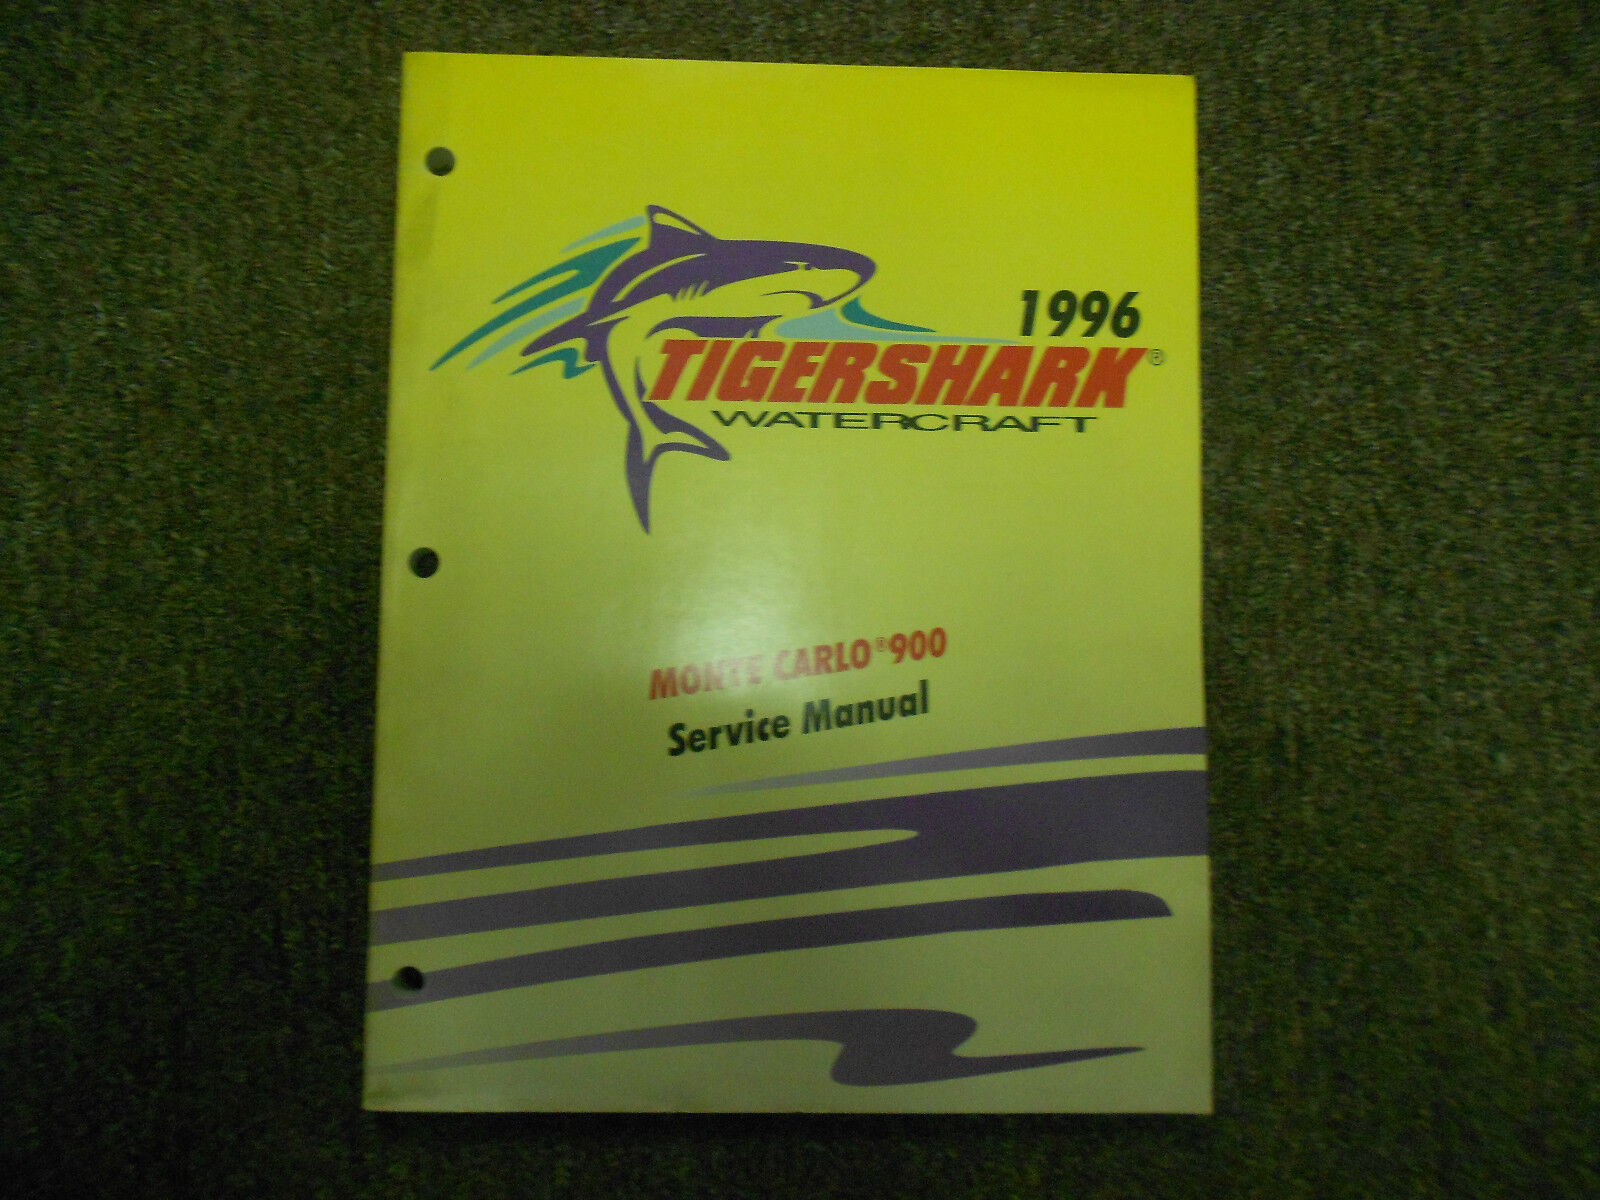 1996
TIGERSHARK®
WATERCRAFT
MONTE CARLO®900
Service Manual